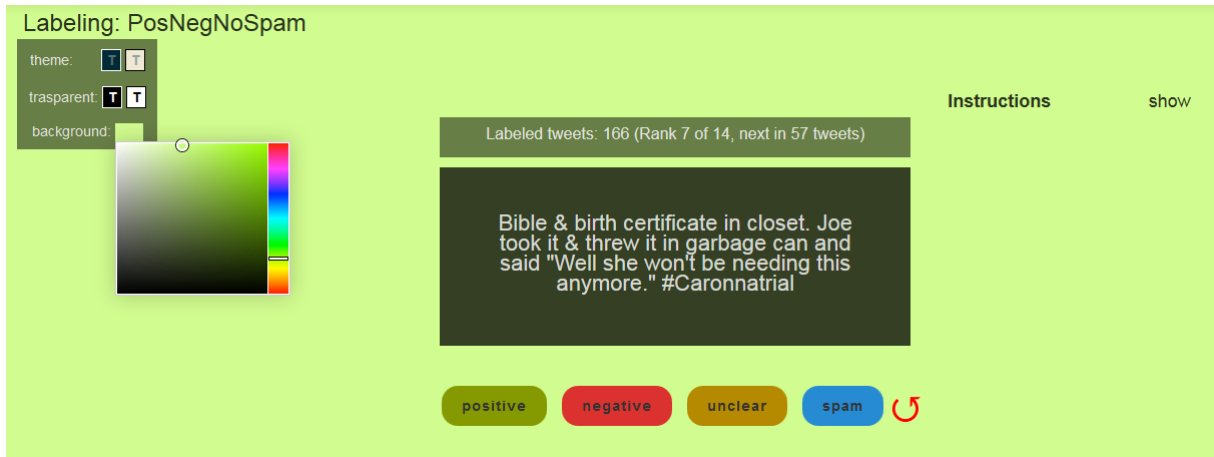 Labeling: PosNegNoSpam
theme: T T
trasparent: T T
background:
Instructions show
Labeled tweets: 166 (Rank 7 of 14, next in 57 tweets)
Bible & birth certificate in closet. Joe
took it & threw it in garbage can and
said "Well she won't be needing this
anymore." #Caronnatrial
positive negative unclear spam